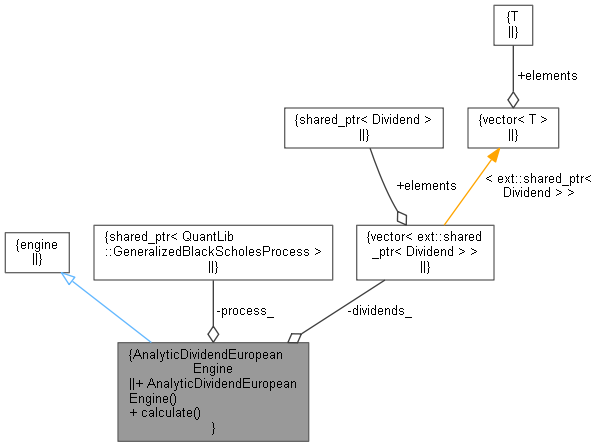 {T
||}
+elements
{shared_ptr< Dividend >
||}
{vector< T >
||}
+elements
< ext::shared_ptr<
Dividend > >
{engine
||}
{shared_ptr< QuantLib
::GeneralizedBlackScholesProcess >
||}
{vector< ext::shared
_ptr< Dividend > >
||}
-process_
-dividends_
{AnalyticDividendEuropean
Engine
||+ AnalyticDividendEuropean
Engine()
+ calculate()
}